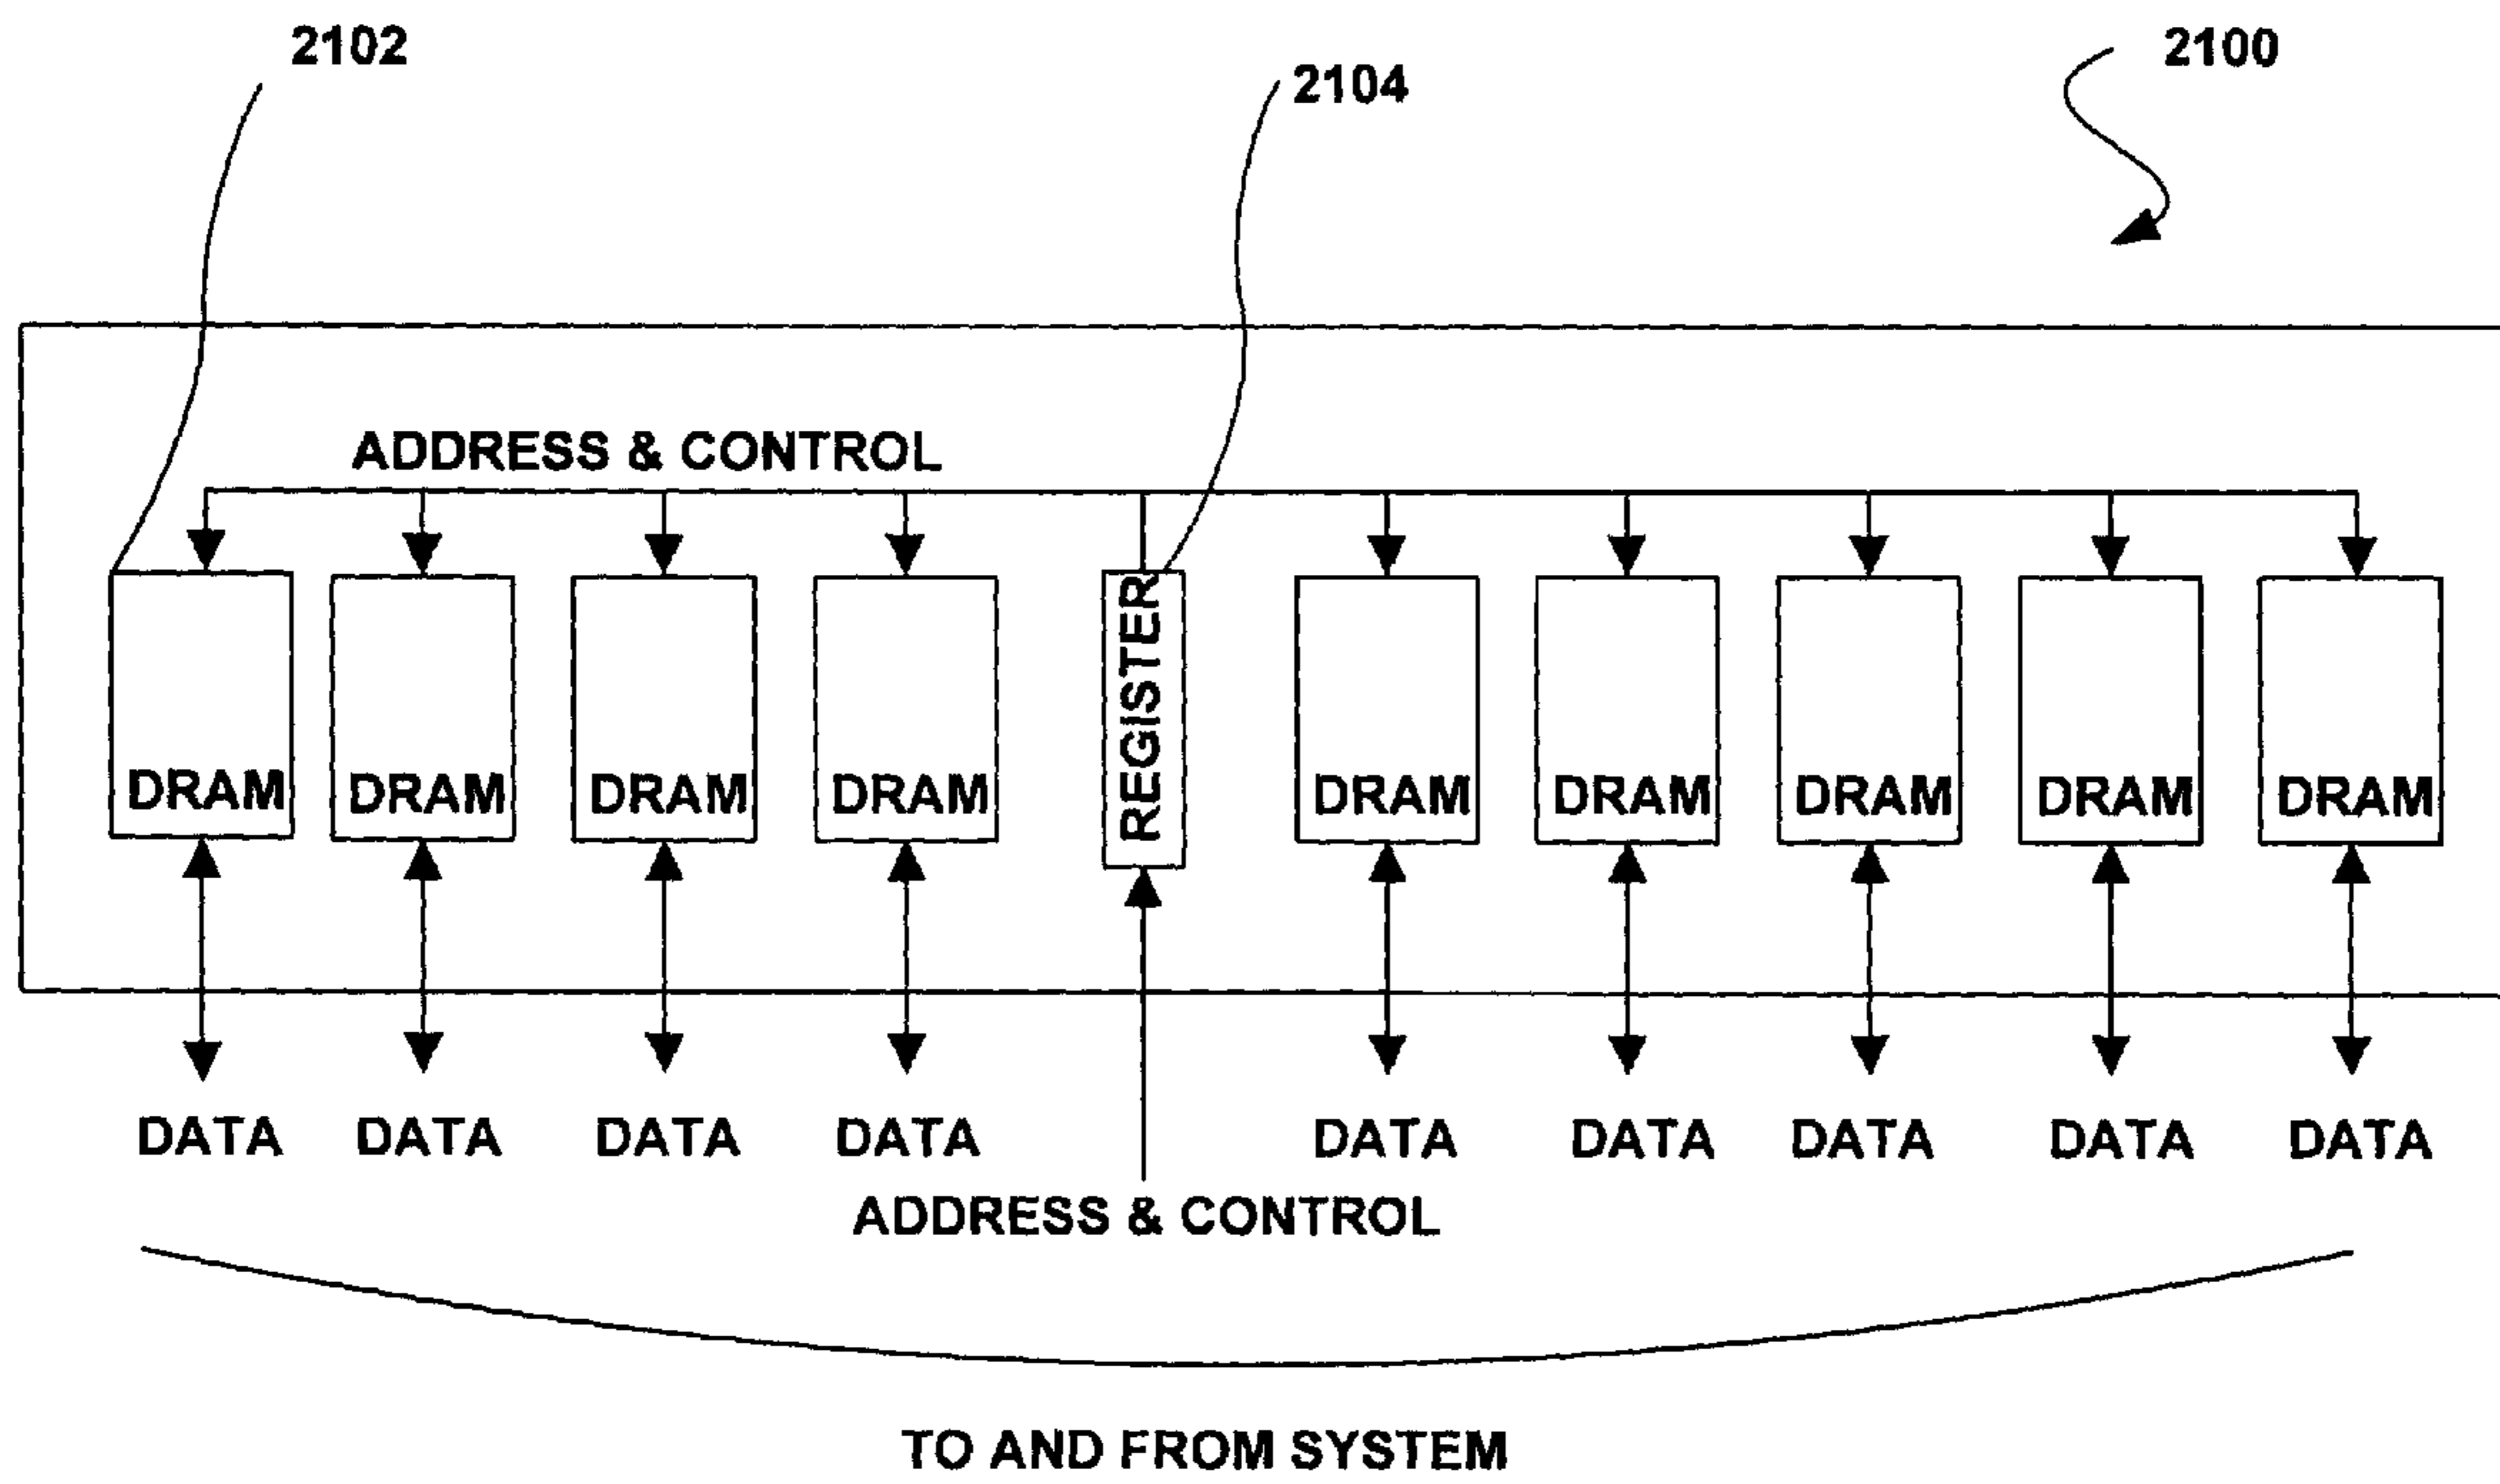 2102
2104
2100
ADDRESS & CONTROL
REGISTER
DRAM DRAM DRAM DRAM DRAM DRAM DRAM DRAM DRAM
DATA DATA DATA DATA DATA DATA DATA DATA DATA
ADDRESS & CONTROL
TO AND FROM SYSTEM